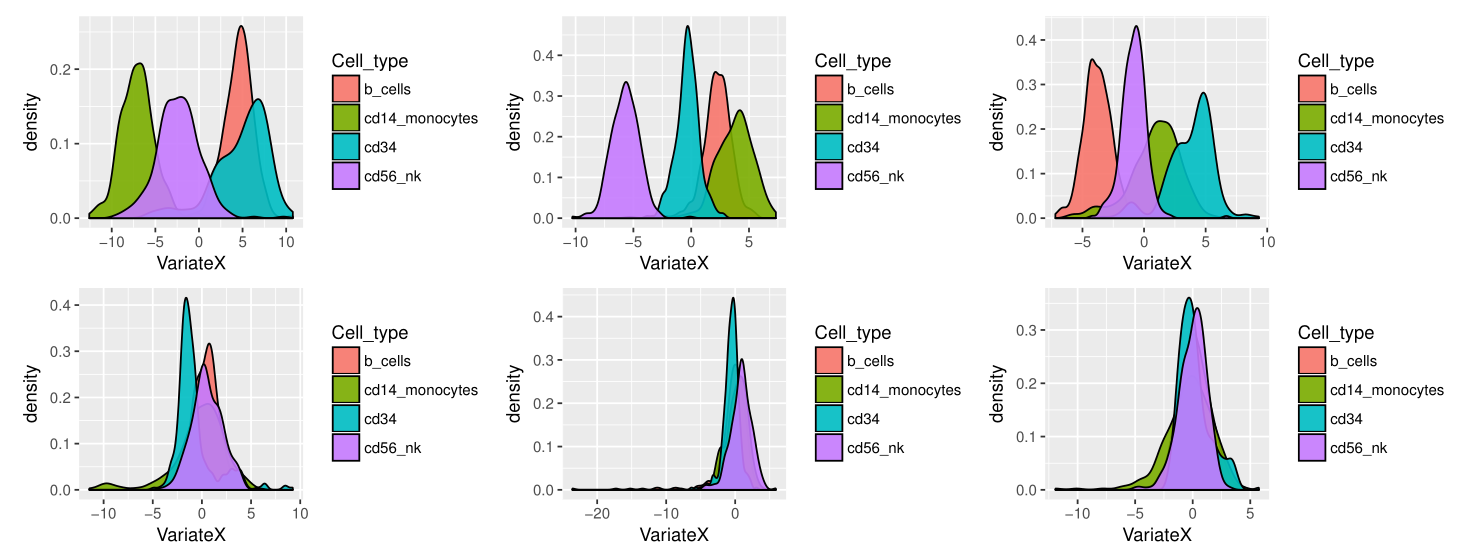 density
0.2
0.1
0.0
−10 −5 0 5 10
VariateX
Cell_type
b_cells
cd14_monocytes
cd34
cd56_nk
density
0.4
0.3
0.2
0.1
0.0
−10 −5 0 5
VariateX
Cell_type
b_cells
cd14_monocytes
cd34
cd56_nk
density
0.4
0.3
0.2
0.1
0.0
−5 0 5 10
VariateX
Cell_type
b_cells
cd14_monocytes
cd34
cd56_nk
density
0.4
0.3
0.2
0.1
0.0
−10 −5 0 5 10
VariateX
Cell_type
b_cells
cd14_monocytes
cd34
cd56_nk
density
0.4
0.3
0.2
0.1
0.0
−20 −10 0
VariateX
Cell_type
b_cells
cd14_monocytes
cd34
cd56_nk
density
0.3
0.2
0.1
0.0
−10 −5 0 5
VariateX
Cell_type
b_cells
cd14_monocytes
cd34
cd56_nk